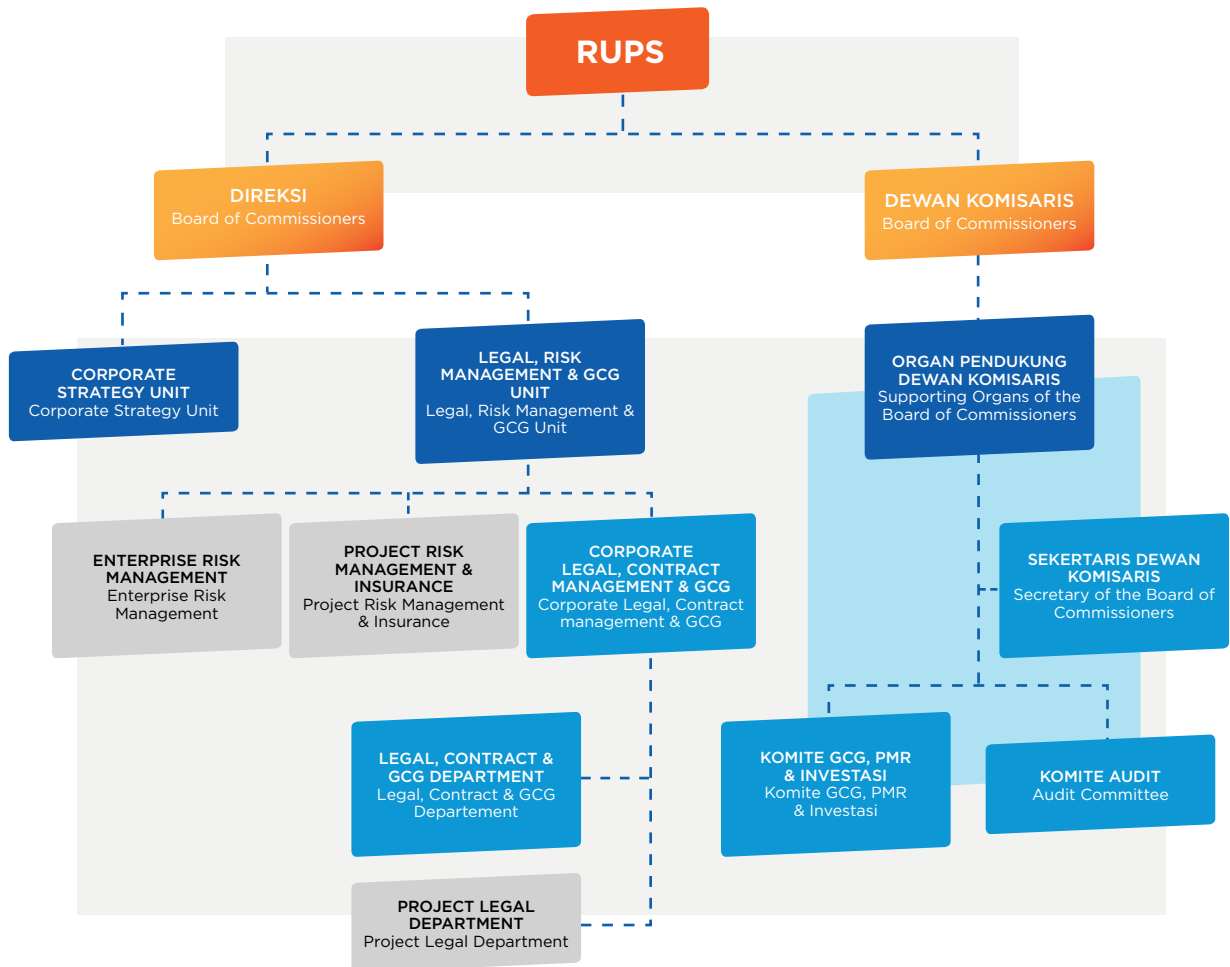 RUPS
DIREKSI
Board of Commissioners
DEWAN KOMISARIS
Board of Commissioners
CORPORATE
STRATEGY UNIT
Corporate Strategy Unit
LEGAL, RISK
MANAGEMENT & GCG
UNIT
Legal, Risk Management &
GCG Unit
ORGAN PENDUKUNG
DEWAN KOMISARIS
Supporting Organs of the
Board of Commissioners
ENTERPRISE RISK
MANAGEMENT
Enterprise Risk
Management
PROJECT RISK
MANAGEMENT &
INSURANCE
Project Risk Management
& Insurance
CORPORATE
LEGAL, CONTRACT
MANAGEMENT & GCG
Corporate Legal, Contract
management & GCG
SEKERTARIS DEWAN
KOMISARIS
Secretary of the Board of
Commissioners
LEGAL, CONTRACT &
GCG DEPARTMENT
Legal, Contract & GCG
Departement
KOMITE GCG, PMR
& INVESTASI
Komite GCG, PMR
& Investasi
KOMITE AUDIT
Audit Committee
PROJECT LEGAL
DEPARTMENT
Project Legal Department